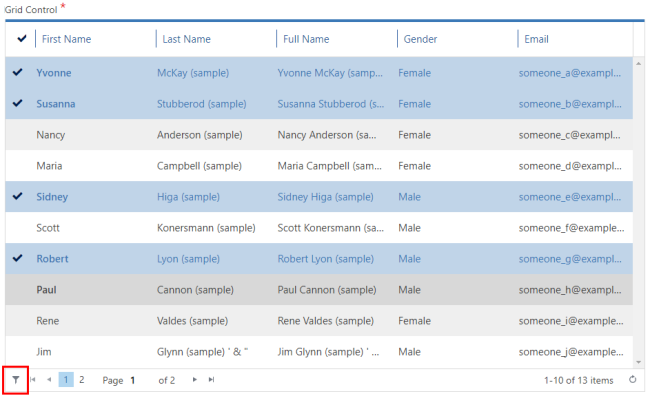 Grid Control *
First Name Last Name Full Name Gender Email
Yvonne McKay (sample) Yvonne McKay (samp... Female someone_a@exampl...
Susanna Stubberod (sample) Susanna Stubberod (s... Female someone_b@exampl...
Nancy Anderson (sample) Nancy Anderson (sa... Female someone_c@exampl...
Maria Campbell (sample) Maria Campbell (sam... Female someone_d@exampl...
Sidney Higa (sample) Sidney Higa (sample) Male someone_e@exampl...
Scott Konersmann (sample) Scott Konersmann (sa... Male someone_f@example...
Robert Lyon (sample) Robert Lyon (sample) Male someone_g@exampl...
Paul Cannon (sample) Paul Cannon (sample) Male someone_h@exampl...
Rene Valdes (sample) Rene Valdes (sample) Female someone_i@example...
Jim Glynn (sample) ' & " Jim Glynn (sample) ' ... Male someone_j@example...
1 2 Page 1 of 2 1-10 of 13 items